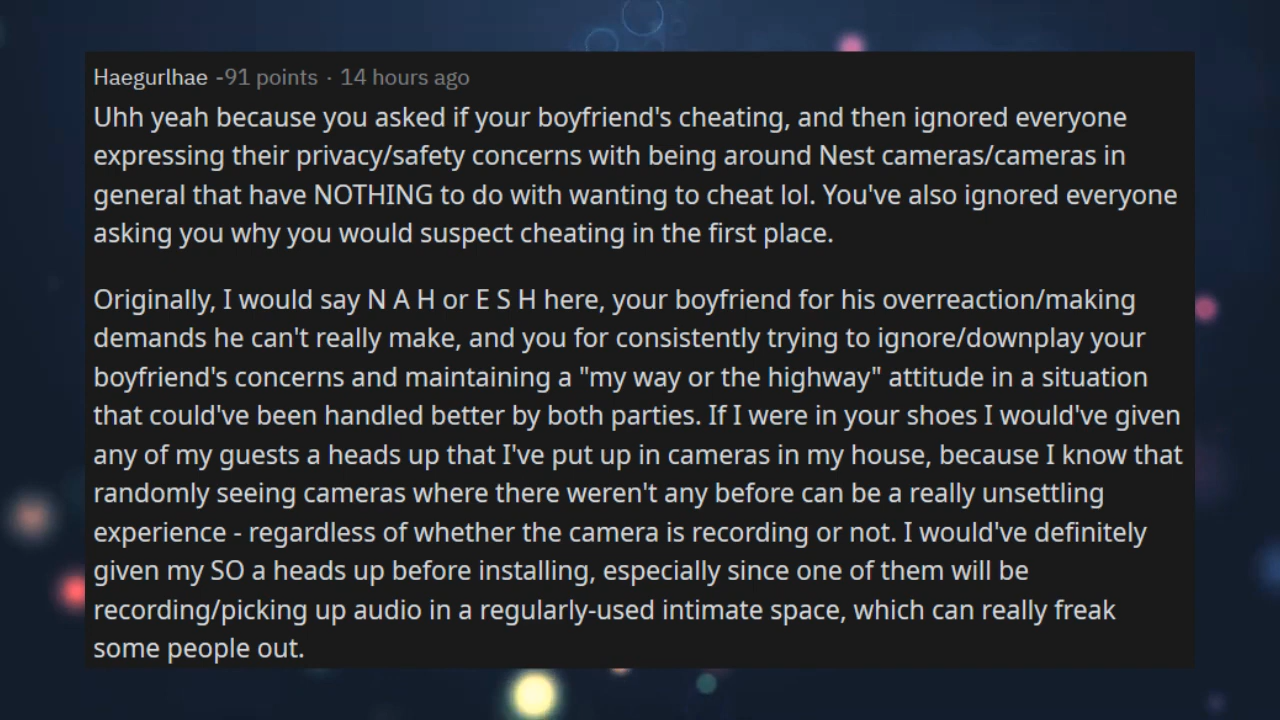 Haegurlhae -91 points · 14 hours ago
Uhh yeah because you asked if your boyfriend's cheating, and then ignored everyone
expressing their privacy/safety concerns with being around Nest cameras/cameras in
general that have NOTHING to do with wanting to cheat lol. You've also ignored everyone
asking you why you would suspect cheating in the first place.
Originally, I would say N A H or E S H here, your boyfriend for his overreaction/making
demands he can't really make, and you for consistently trying to ignore/downplay your
boyfriend's concerns and maintaining a "my way or the highway" attitude in a situation
that could've been handled better by both parties. If I were in your shoes I would've given
any of my guests a heads up that I've put up in cameras in my house, because I know that
randomly seeing cameras where there weren't any before can be a really unsettling
experience - regardless of whether the camera is recording or not. I would've definitely
given my SO a heads up before installing, especially since one of them will be
recording/picking up audio in a regularly-used intimate space, which can really freak
some people out.